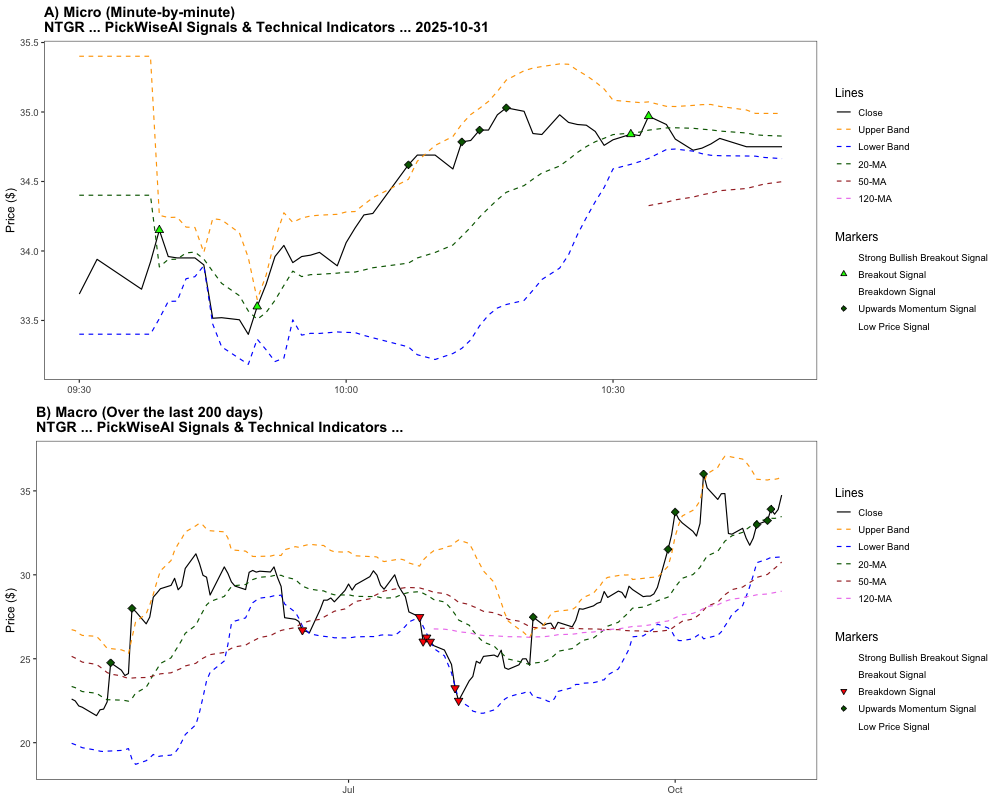 A) Micro (Minute-by-minute)
NTGR ... PickWiseAI Signals & Technical Indicators ... 2025-10-31
35.5
35.0
34.5
34.0
33.5
Price ($)
09:30
10:00
10:30
Lines
Close
Upper Band
Lower Band
20-MA
50-MA
120-MA
Markers
Strong Bullish Breakout Signal
Breakout Signal
Breakdown Signal
Upwards Momentum Signal
Low Price Signal
B) Macro (Over the last 200 days)
NTGR ... PickWiseAI Signals & Technical Indicators ...
35
30
25
20
Price ($)
Jul
Oct
Lines
Close
Upper Band
Lower Band
20-MA
50-MA
120-MA
Markers
Strong Bullish Breakout Signal
Breakout Signal
Breakdown Signal
Upwards Momentum Signal
Low Price Signal